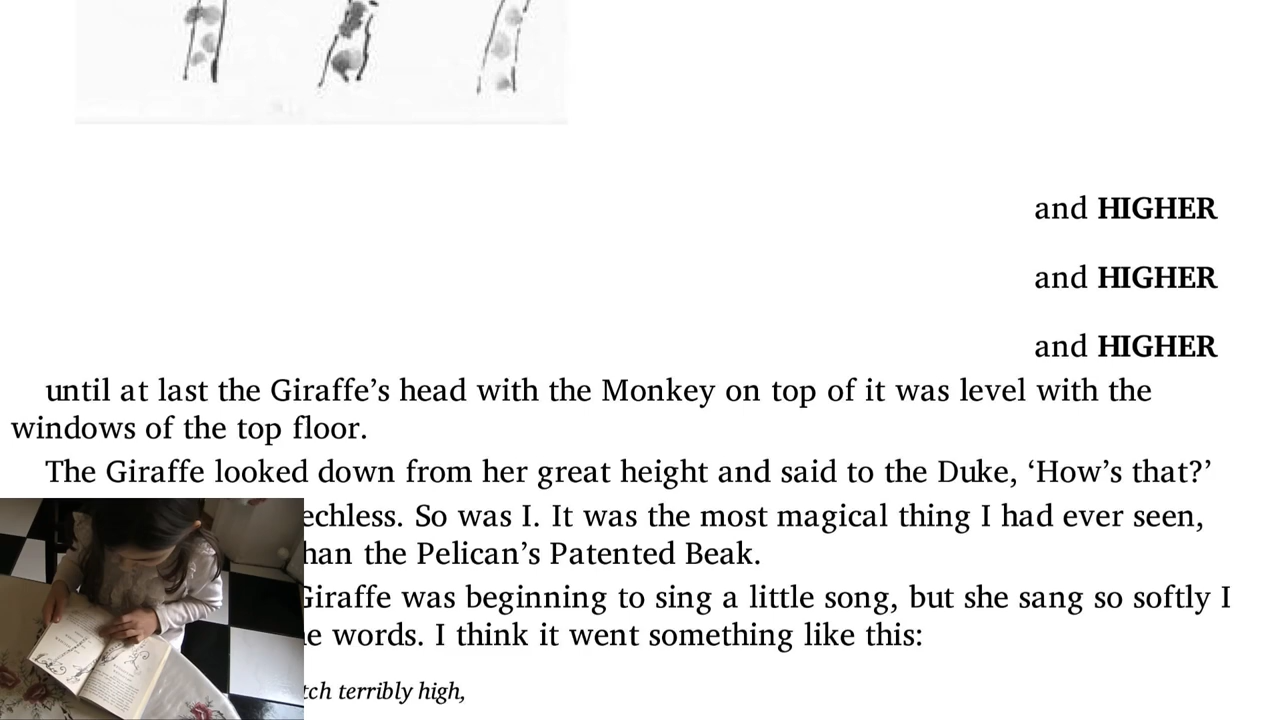 and HIGHER
and HIGHER
and HIGHER
until at last the Giraffe’s head with the Monkey on top of it was level with the
windows of the top floor.
The Giraffe looked down from her great height and said to the Duke, ‘How’s that?’
echless. So was I. It was the most magical thing I had ever seen,
han the Pelican’s Patented Beak.
Giraffe was beginning to sing a little song, but she sang so softly I
e words. I think it went something like this:
tch terribly high,